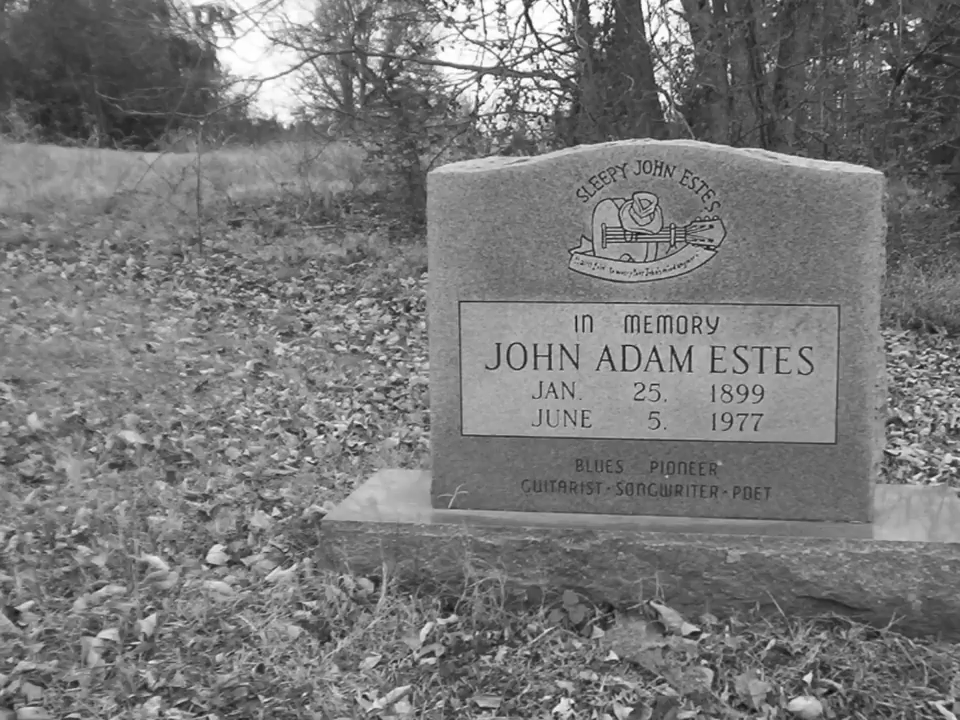 SLEEPY JOHN ESTES
IN MEMORY
JOHN ADAM ESTES
JAN. 25. 1899
JUNE 5. 1977
BLUES PIONEER
GUITARIST · SONGWRITER · POET